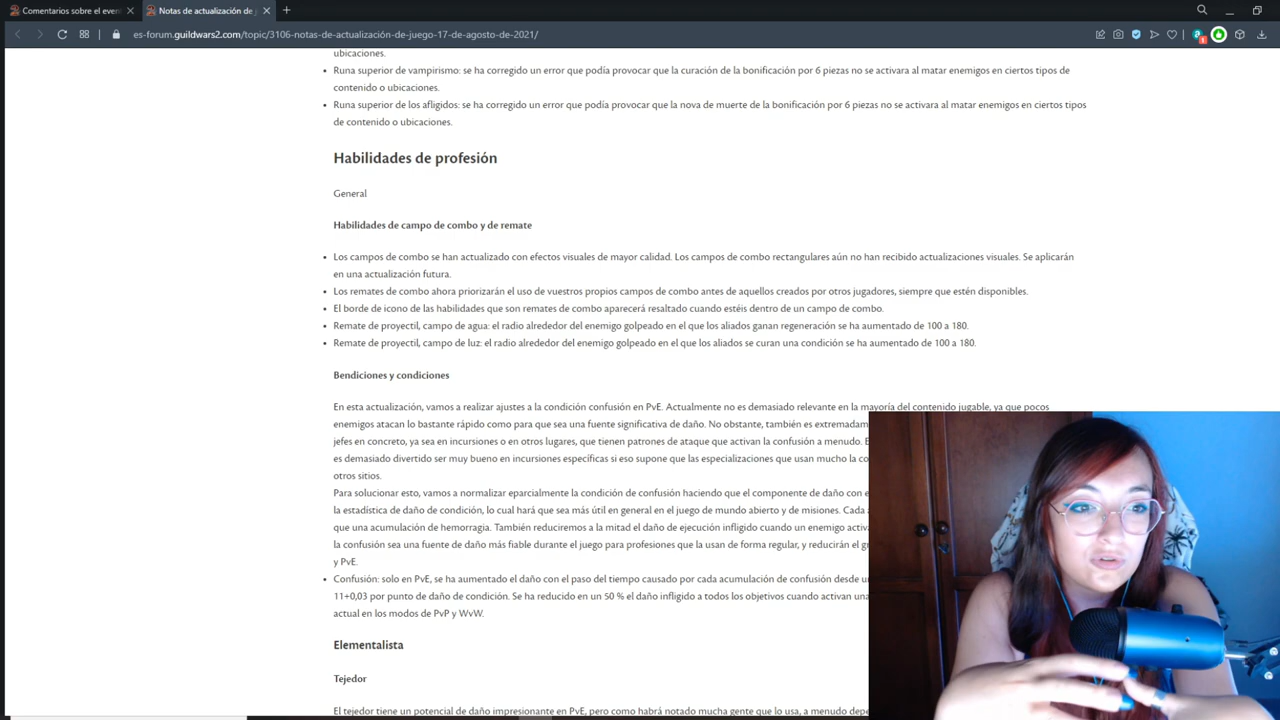 Comentarios sobre el even
Notas de actualización de j
es-forum.guildwars2.com/topic/3106-notas-de-actualización-de-juego-17-de-agosto-de-2021/
1
ubicaciones.
Runa superior de vampirismo: se ha corregido un error que podía provocar que la curación de la bonificación por 6 piezas no se activara al matar enemigos en ciertos tipos de
contenido o ubicaciones.
Runa superior de los afligidos: se ha corregido un error que podía provocar que la nova de muerte de la bonificación por 6 piezas no se activara al matar enemigos en ciertos tipos
de contenido o ubicaciones.
Habilidades de profesión
General
Habilidades de campo de combo y de remate
Los campos de combo se han actualizado con efectos visuales de mayor calidad. Los campos de combo rectangulares aún no han recibido actualizaciones visuales. Se aplicarán
en una actualización futura.
Los remates de combo ahora priorizarán el uso de vuestros propios campos de combo antes de aquellos creados por otros jugadores, siempre que estén disponibles.
El borde de icono de las habilidades que son remates de combo aparecerá resaltado cuando estéis dentro de un campo de combo.
Remate de proyectil, campo de agua: el radio alrededor del enemigo golpeado en el que los aliados ganan regeneración se ha aumentado de 100 a 180.
Remate de proyectil, campo de luz: el radio alrededor del enemigo golpeado en el que los aliados se curan una condición se ha aumentado de 100 a 180.
Bendiciones y condiciones
En esta actualización, vamos a realizar ajustes a la condición confusión en PvE. Actualmente no es demasiado relevante en la mayoría del contenido jugable, ya que pocos
enemigos atacan lo bastante rápido como para que sea una fuente significativa de daño. No obstante, también es extremadam
jefes en concreto, ya sea en incursiones o en otros lugares, que tienen patrones de ataque que activan la confusión a menudo. E
es demasiado divertido ser muy bueno en incursiones específicas si eso supone que las especializaciones que usan mucho la co
otros sitios.
Para solucionar esto, vamos a normalizar eparcialmente la condición de confusión haciendo que el componente de daño con e
la estadística de daño de condición, lo cual hará que sea más útil en general en el juego de mundo abierto y de misiones. Cada a
que una acumulación de hemorragia. También reduciremos a la mitad el daño de ejecución infligido cuando un enemigo activa
la confusión sea una fuente de daño más fiable durante el juego para profesiones que la usan de forma regular, y reducirán el gr
y PvE.
Confusión: solo en PvE, se ha aumentado el daño con el paso del tiempo causado por cada acumulación de confusión desde un
11+0,03 por punto de daño de condición. Se ha reducido en un 50 % el daño infligido a todos los objetivos cuando activan una
actual en los modos de PvP y WvW.
Elementalista
Tejedor
El tejedor tiene un potencial de daño impresionante en PvE, pero como habrá notado mucha gente que lo usa, a menudo depe